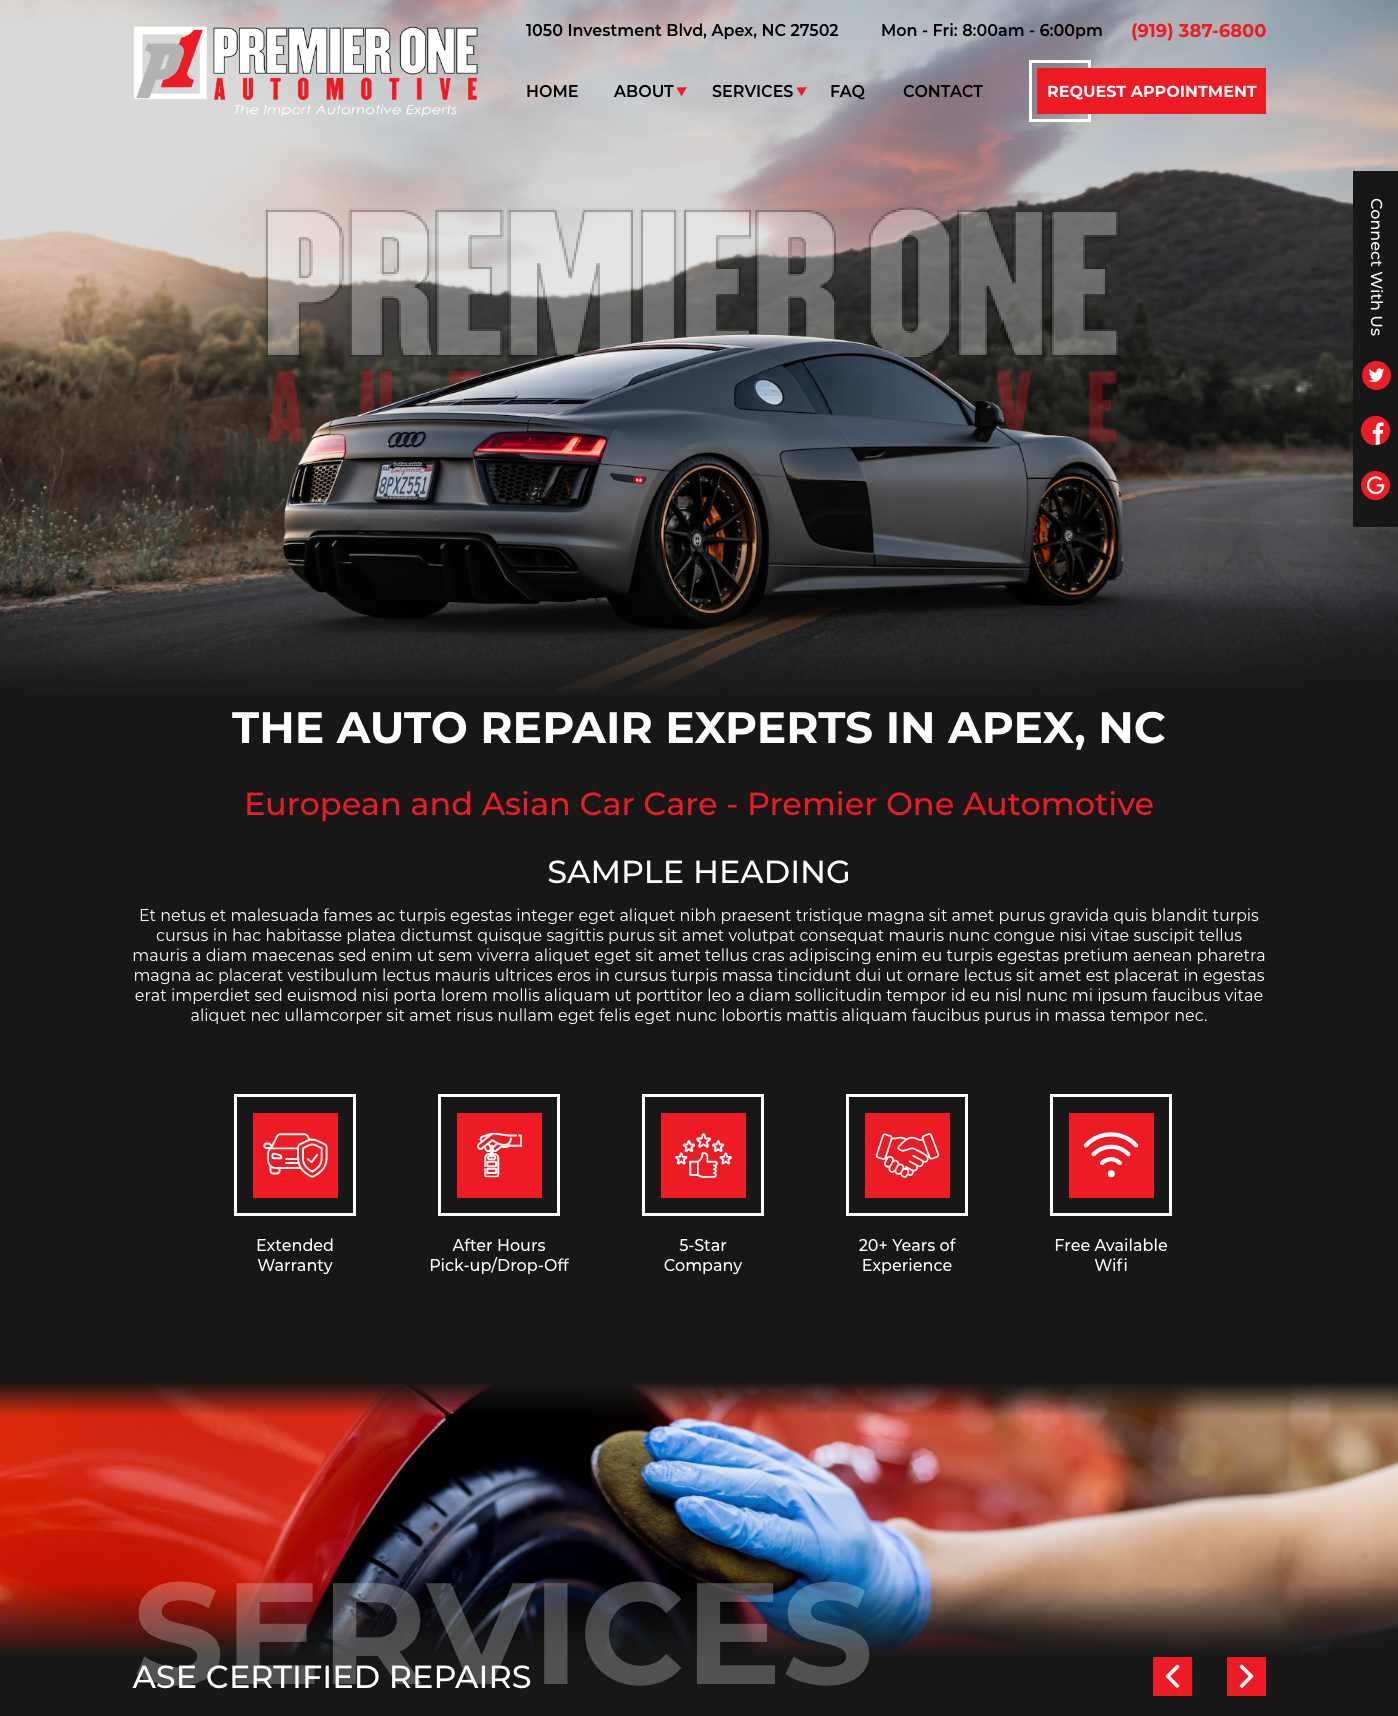 p1 PREMIER ONE
AUTOMOTIVE
The Import Automotive Experts
1050 Investment Blvd, Apex, NC 27502
Mon - Fri: 8:00am - 6:00pm
(919) 387-6800
HOME ABOUT SERVICES FAQ CONTACT
REQUEST APPOINTMENT
Connect With Us
PREMIER ONE
8PXZ551
THE AUTO REPAIR EXPERTS IN APEX, NC
European and Asian Car Care - Premier One Automotive
SAMPLE HEADING
Et netus et malesuada fames ac turpis egestas integer eget aliquet nibh praesent tristique magna sit amet purus gravida quis blandit turpis
cursus in hac habitasse platea dictumst quisque sagittis purus sit amet volutpat consequat mauris nunc congue nisi vitae suscipit tellus
mauris a diam maecenas sed enim ut sem viverra aliquet eget sit amet tellus cras adipiscing enim eu turpis egestas pretium aenean pharetra
magna ac placerat vestibulum lectus mauris ultrices eros in cursus turpis massa tincidunt dui ut ornare lectus sit amet est placerat in egestas
erat imperdiet sed euismod nisi porta lorem mollis aliquam ut porttitor leo a diam sollicitudin tempor id eu nisl nunc mi ipsum faucibus vitae
aliquet nec ullamcorper sit amet risus nullam eget felis eget nunc lobortis mattis aliquam faucibus purus in massa tempor nec.
Extended
Warranty
After Hours
Pick-up/Drop-Off
5-Star
Company
20+ Years of
Experience
Free Available
Wifi
SERVICES
ASE CERTIFIED REPAIRS